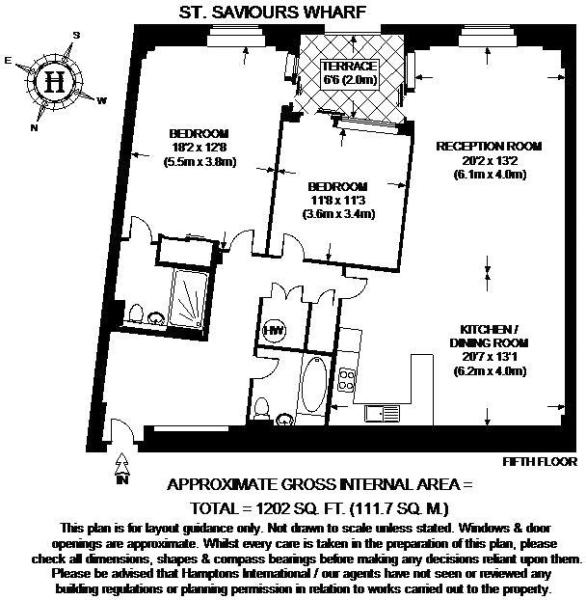 ST. SAVIOURS WHARF
S
E
H
W
N
TERRACE
6'6 (2.0m)
BEDROOM
18'2 x 12'8
(5.5m x 3.8m)
RECEPTION ROOM
20'2 x 13'2
(6.1m x 4.0m)
BEDROOM
11'8 x 11'3
(3.6m x 3.4m)
HW
KITCHEN /
DINING ROOM
20'7 x 13'1
(6.2m x 4.0m)
IN
FIFTH FLOOR
APPROXIMATE GROSS INTERNAL AREA =
TOTAL = 1202 SQ. FT. (111.7 SQ. M.)
This plan is for layout guidance only. Not drawn to scale unless stated. Windows & door
openings are approximate. Whilst every care is taken in the preparation of this plan, please
check all dimensions, shapes & compass bearings before making any decisions reliant upon them.
Please be advised that Hamptons International / our agents have not seen or reviewed any
building regulations or planning permission in relation to works carried out to the property.